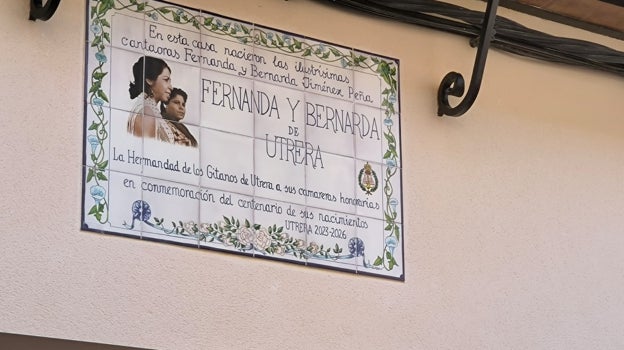 En esta casa nacieron las ilustrísimas
cantaoras Fernanda y Bernarda Jiménez Peña
FERNANDA Y BERNARDA
DE
UTRERA
La Hermandad de los Gitanos de Utrera a sus camareras honorarias
en conmemoración del centenario de sus nacimientos
UTRERA 2023-2026